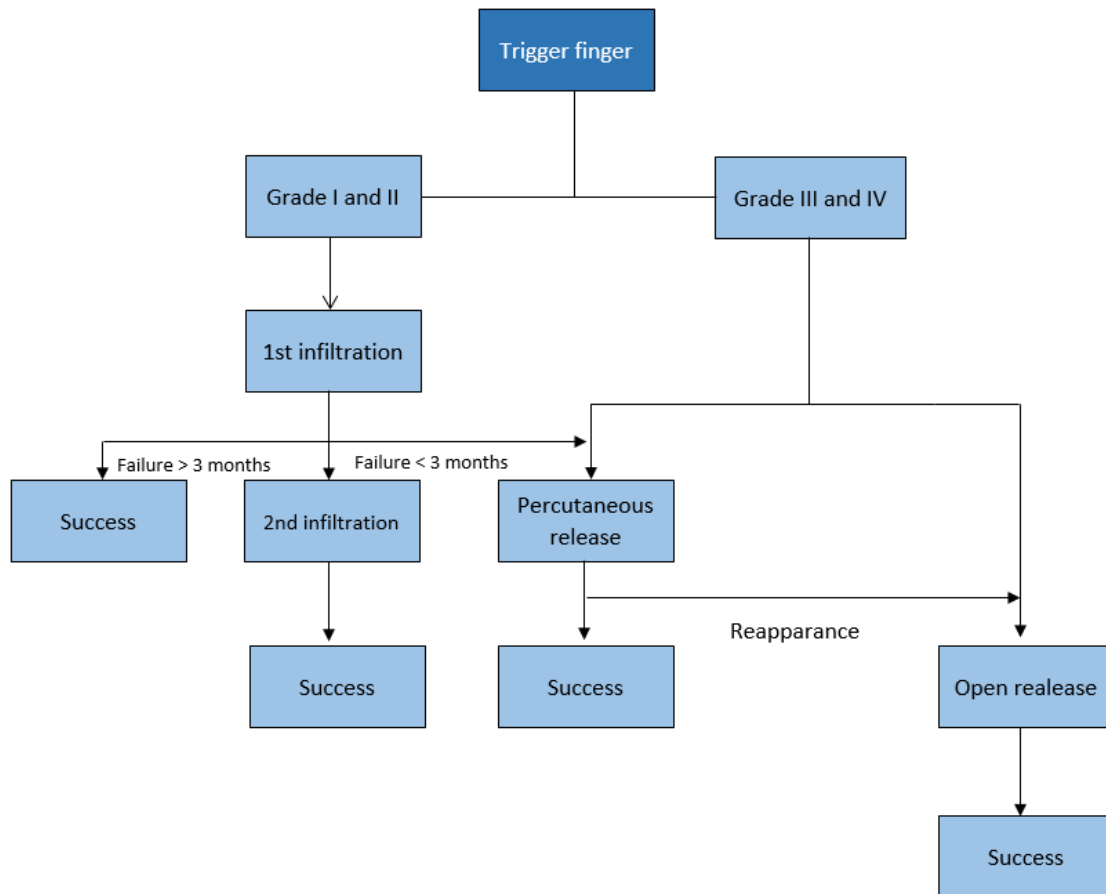 Trigger finger
Grade I and II
Grade III and IV
1st infiltration
Failure > 3 months
Failure < 3 months
Success
2nd infiltration
Percutaneous
release
Reapparance
Success
Success
Open realease
Success